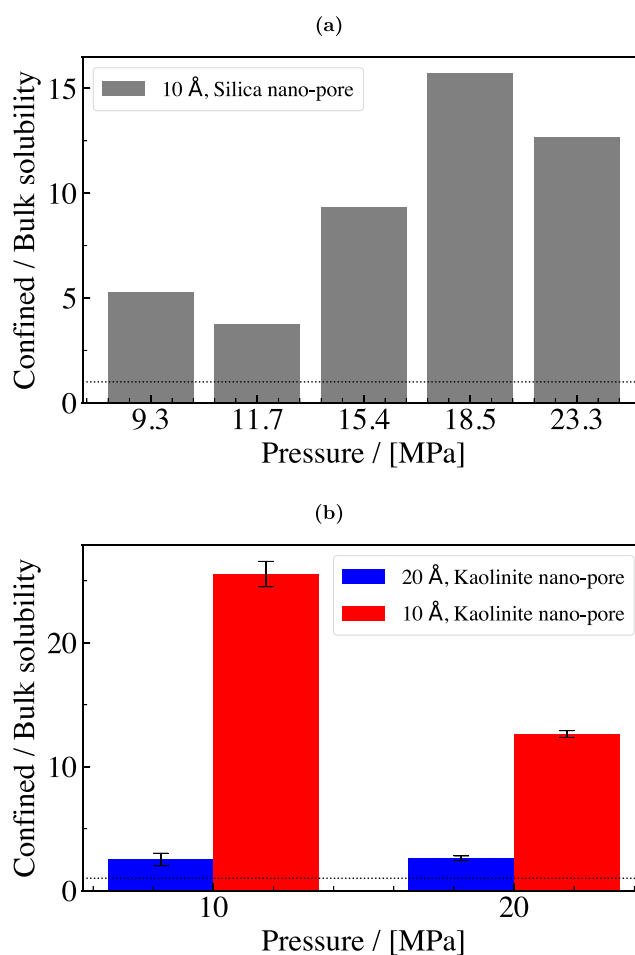 (a)
10 Å, Silica nano-pore
Confined / Bulk solubility
15
10
5
0
9.3 11.7 15.4 18.5 23.3
Pressure / [MPa]
(b)
20 Å, Kaolinite nano-pore
10 Å, Kaolinite nano-pore
Confined / Bulk solubility
20
10
0
10 20
Pressure / [MPa]